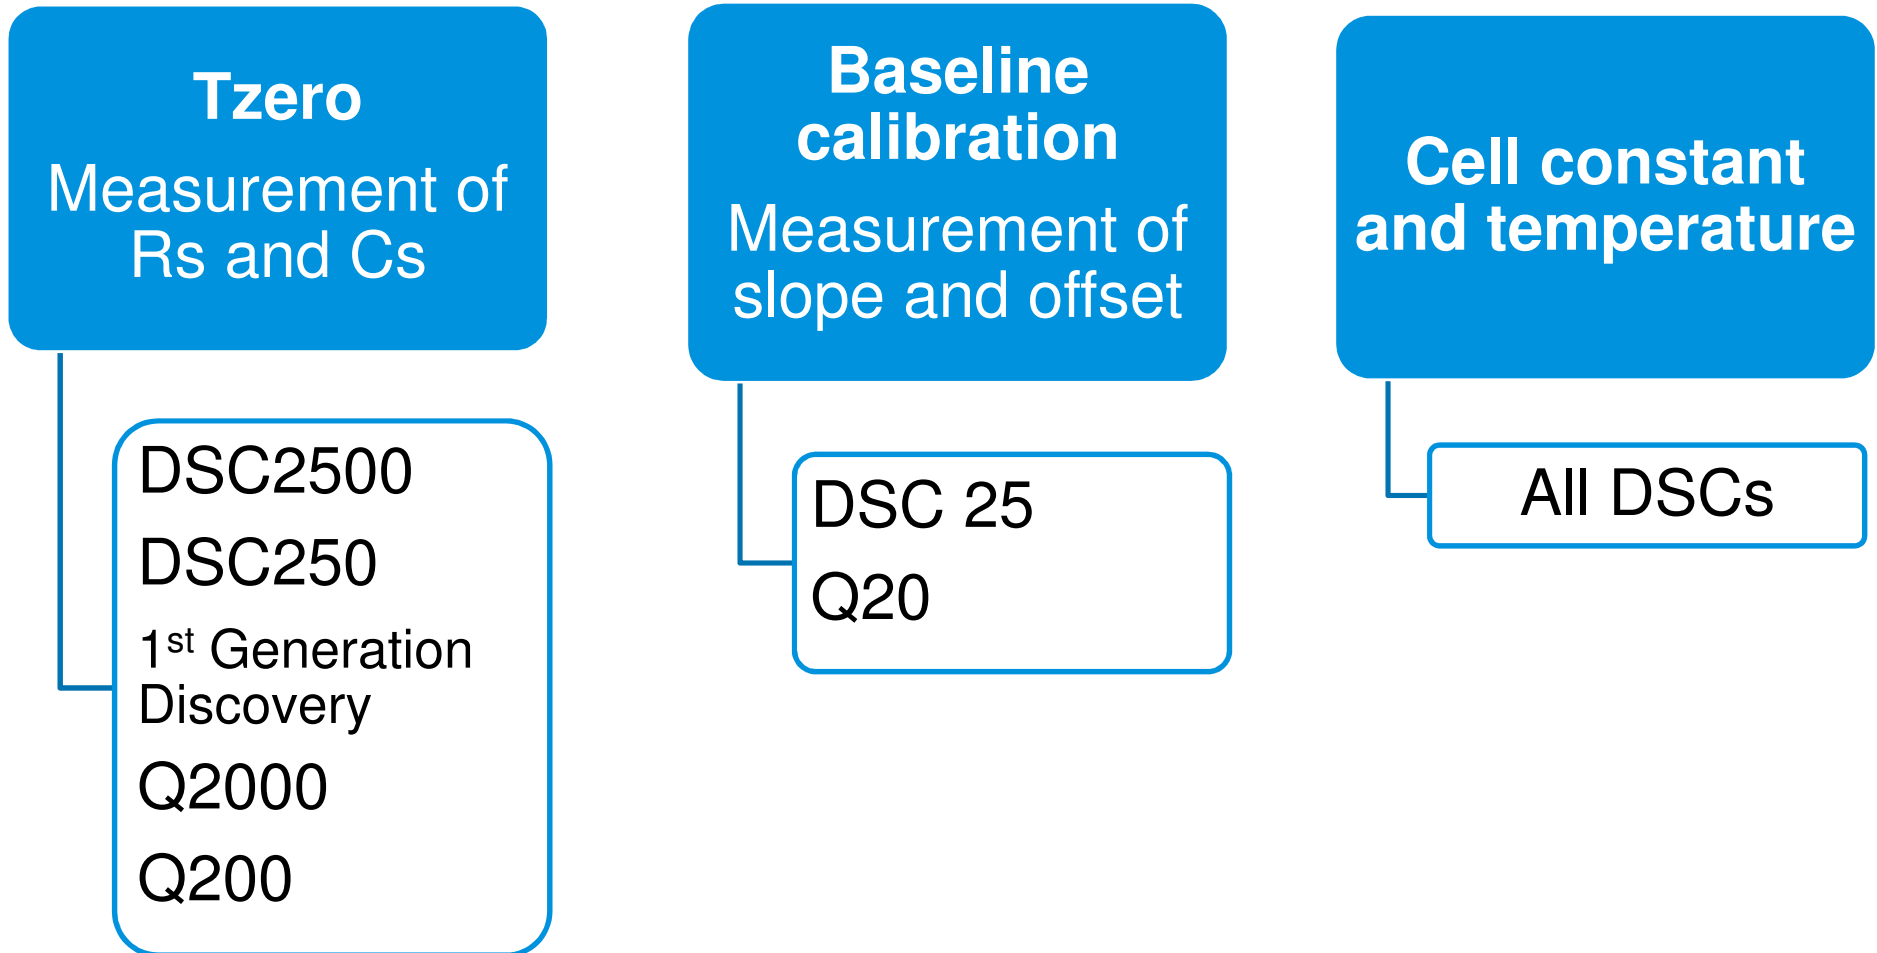 Tzero
Measurement of
Rs and Cs
DSC2500
DSC250
1st Generation
Discovery
Q2000
Q200
Baseline
calibration
Measurement of
slope and offset
DSC 25
Q20
Cell constant
and temperature
All DSCs